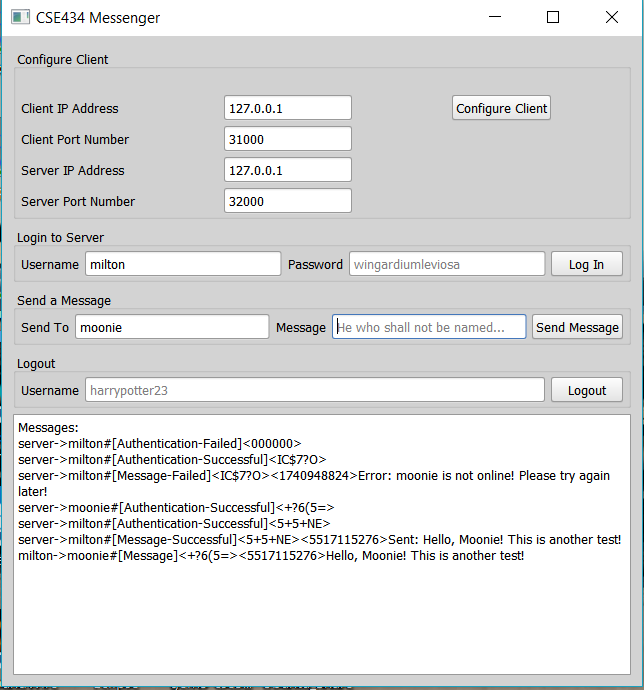 CSE434 Messenger
Configure Client
Client IP Address 127.0.0.1 Configure Client
Client Port Number 31000
Server IP Address 127.0.0.1
Server Port Number 32000
Login to Server
Username milton Password wingardiumleviosa Log In
Send a Message
Send To moonie Message He who shall not be named... Send Message
Logout
Username harrypotter23 Logout
Messages:
server->milton#[Authentication-Failed]<000000>
server->milton#[Authentication-Successful]<IC$7?O>
server->milton#[Message-Failed]<IC$7?O><1740948824>Error: moonie is not online! Please try again
later!
server->moonie#[Authentication-Successful]<+?6(5=>
server->milton#[Authentication-Successful]<5+5+NE>
server->milton#[Message-Successful]<5+5+NE><5517115276>Sent: Hello, Moonie! This is another test!
milton->moonie#[Message]<+?6(5=><5517115276>Hello, Moonie! This is another test!